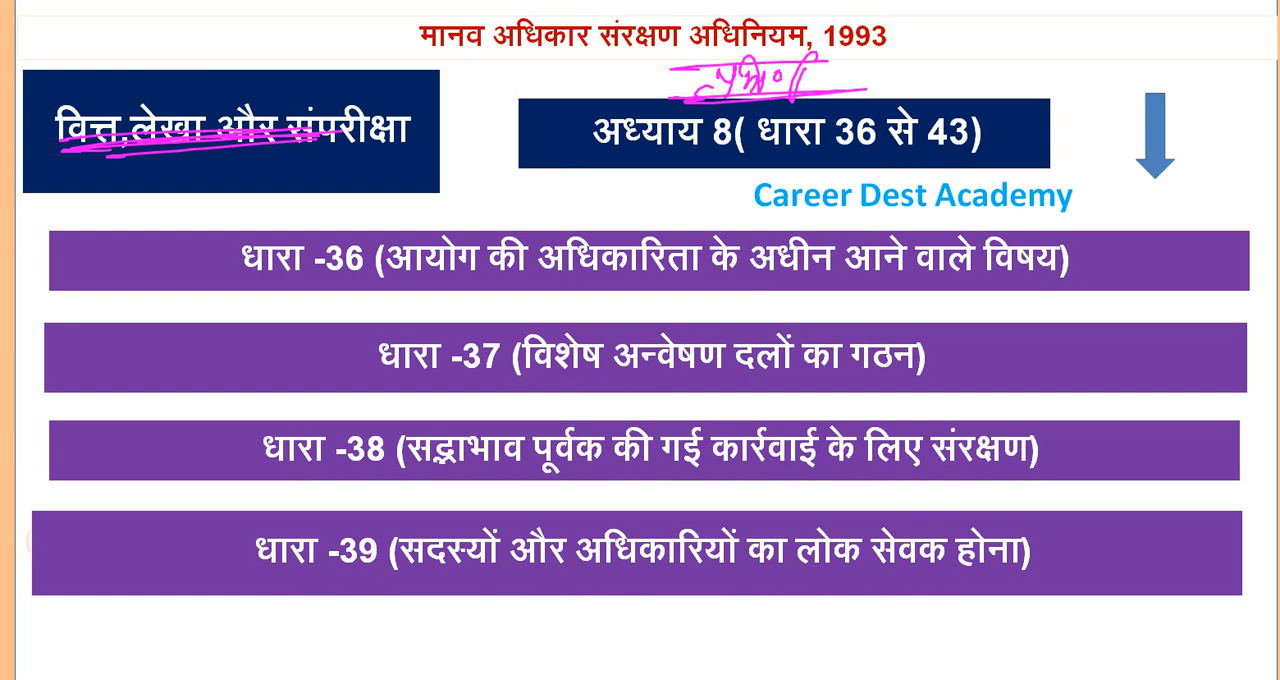 मानव अधिकार संरक्षण अधिनियम, 1993
वित्त,लेखा और संपरीक्षा
अध्याय 8( धारा 36 से 43)
Career Dest Academy
धारा -36 (आयोग की अधिकारिता के अधीन आने वाले विषय)
धारा -37 (विशेष अन्वेषण दलों का गठन)
धारा -38 (सद्भाभाव पूर्वक की गई कार्रवाई के लिए संरक्षण)
धारा -39 (सदस्यों और अधिकारियों का लोक सेवक होना)